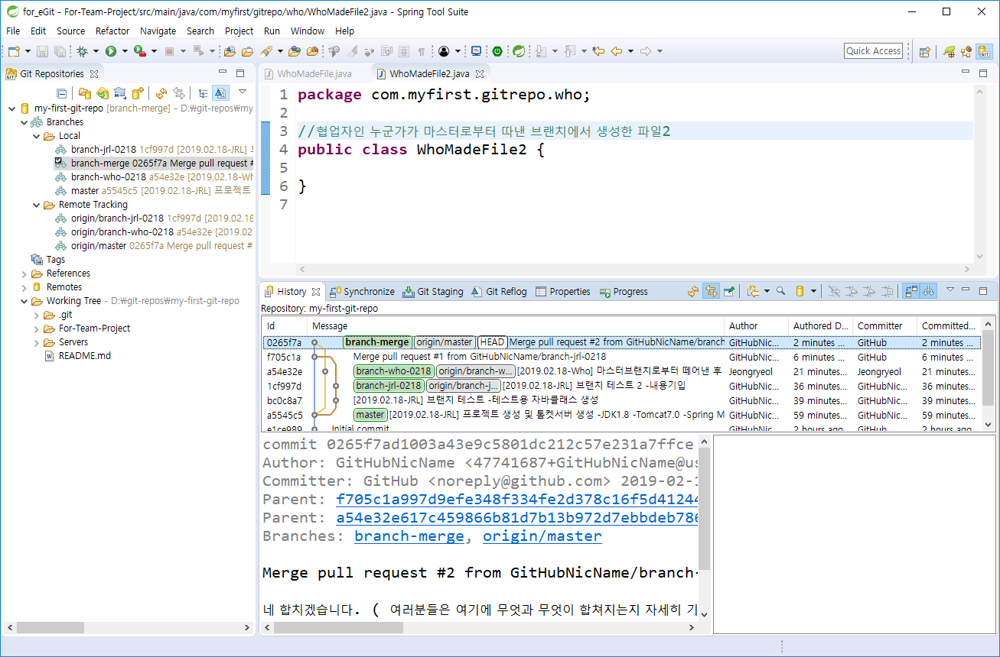 for_eGit - For-Team-Project/src/main/java/com/myfirst/gitrepo/who/WhoMadeFile2.java - Spring Tool Suite
File Edit Source Refactor Navigate Search Project Run Window Help
Quick Access
Git Repositories
my-first-git-repo [branch-merge] - D:₩git-repos₩my
Branches
Local
branch-jrl-0218 1cf997d [2019.02.18-JRL]
branch-merge 0265f7a Merge pull request #
branch-who-0218 a54e32e [2019.02.18-Wh
master a5545c5 [2019.02.18-JRL] 프로젝트
Remote Tracking
origin/branch-jrl-0218 1cf997d [2019.02.18
origin/branch-who-0218 a54e32e [2019.02
origin/master 0265f7a Merge pull request #
Tags
References
Remotes
Working Tree - D:₩git-repos₩my-first-git-repo
.git
For-Team-Project
Servers
README.md
WhoMadeFile.java WhoMadeFile2.java
1 package com.myfirst.gitrepo.who;
2
3 //협업자인 누군가가 마스터로부터 따낸 브랜치에서 생성한 파일2
4 public class WhoMadeFile2 {
5
6 }
7
History Synchronize Git Staging Git Reflog Properties Progress
Repository: my-first-git-repo
Id Message Author Authored D... Committer Committed...
0265f7a branch-merge origin/master HEAD Merge pull request #2 from GitHubNicName/branch GitHubNic... 2 minutes ... GitHub 2 minutes ...
f705c1a Merge pull request #1 from GitHubNicName/branch-jrl-0218 GitHubNic... 6 minutes ... GitHub 6 minutes ...
a54e32e branch-who-0218 origin/branch-w... [2019.02.18-Who] 마스터브랜치로부터 떼어낸 후 Jeongryeol 21 minutes... Jeongryeol 21 minutes...
1cf997d branch-jrl-0218 origin/branch-j... [2019.02.18-JRL] 브랜치 테스트 2 -내용기입 GitHubNic... 36 minutes... GitHubNic... 36 minutes...
bc0c8a7 [2019.02.18-JRL] 브랜치 테스트 -테스트용 자바클래스 생성 GitHubNic... 39 minutes... GitHubNic... 39 minutes...
a5545c5 master [2019.02.18-JRL] 프로젝트 생성 및 톰켓서버 생성 -JDK1.8 -Tomcat7.0 -Spring M GitHubNic... 59 minutes... GitHubNic... 59 minutes...
e1ce989 Initial commit GitHubNic... 2 hours ago GitHub 2 hours ago
commit 0265f7ad1003a43e9c5801dc212c57e231a7ffce
Author: GitHubNicName <47741687+GitHubNicName@us
Committer: GitHub <noreply@github.com> 2019-02-1
Parent: f705c1a997d9efe348f334fe2d378c16f5d41244
Parent: a54e32e617c459866b81d7b13b972d7ebbdeb786
Branches: branch-merge, origin/master
Merge pull request #2 from GitHubNicName/branch-
네 합치겠습니다. ( 여러분들은 여기에 무엇과 무엇이 합쳐지는지 자세히 기